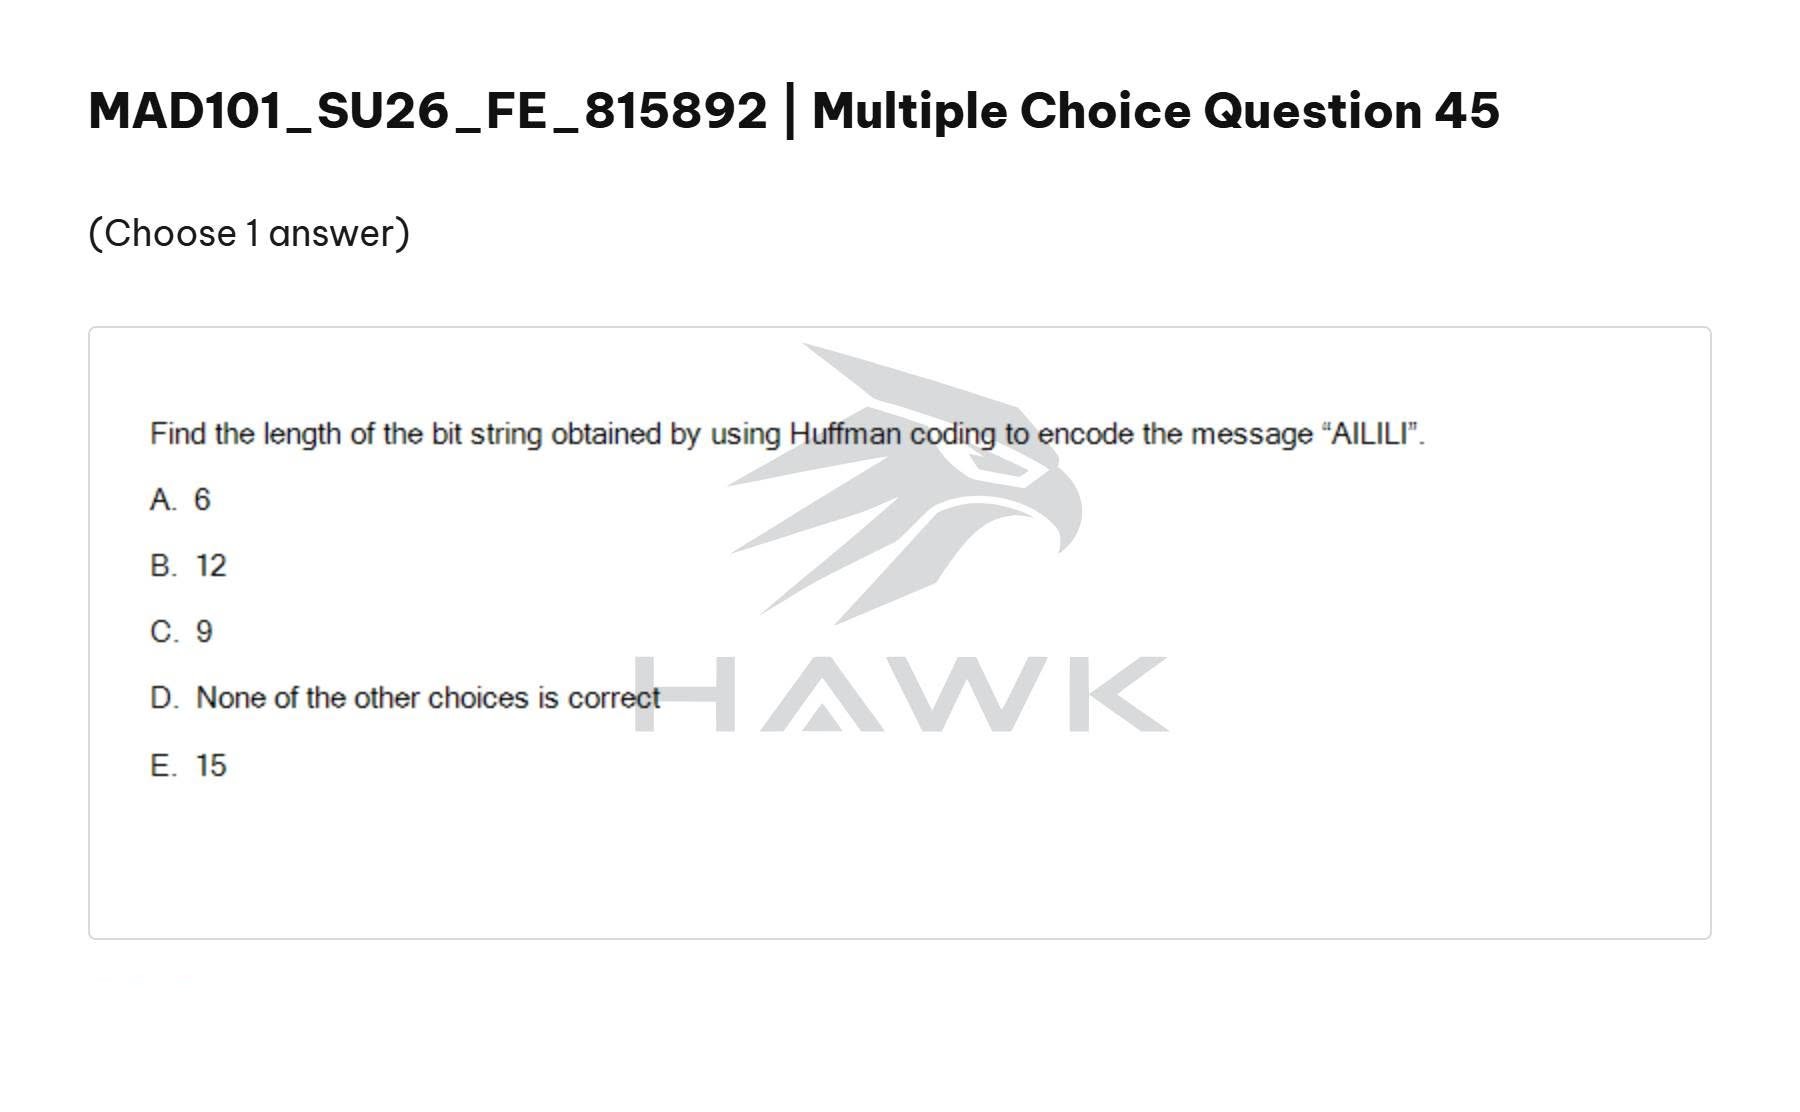 MAD101_SU26_FE_815892 | Multiple Choice Question 45
(Choose 1 answer)
Find the length of the bit string obtained by using Huffman coding to encode the message “AILILI”.
A. 6
B. 12
C. 9
D. None of the other choices is correct
HAWK
E. 15